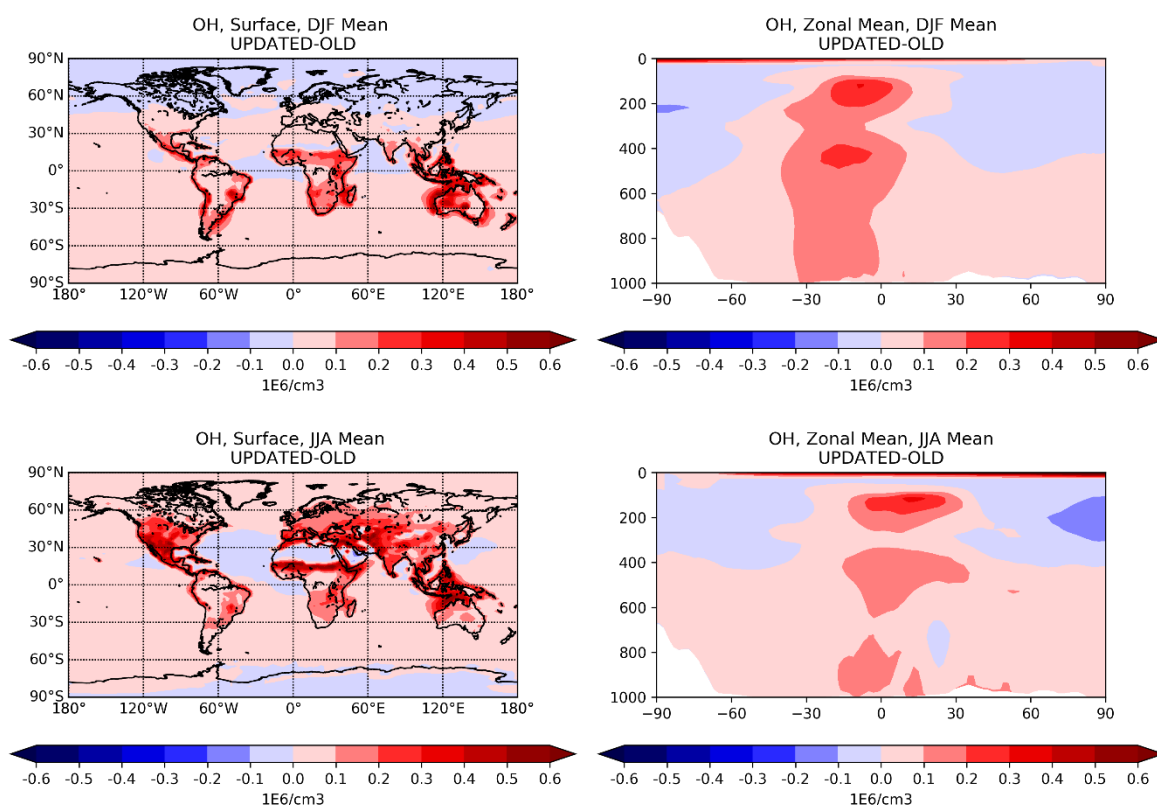 OH, Surface, DJF Mean
UPDATED-OLD
90°N
60°N
30°N
0°
30°S
60°S
90°S
180° 120°W 60°W 0° 60°E 120°E 180°
-0.6 -0.5 -0.4 -0.3 -0.2 -0.1 0.0 0.1 0.2 0.3 0.4 0.5 0.6
1E6/cm3
OH, Zonal Mean, DJF Mean
UPDATED-OLD
0
200
400
600
800
1000
−90 −60 −30 0 30 60 90
-0.6 -0.5 -0.4 -0.3 -0.2 -0.1 0.0 0.1 0.2 0.3 0.4 0.5 0.6
1E6/cm3
OH, Surface, JJA Mean
UPDATED-OLD
90°N
60°N
30°N
0°
30°S
60°S
90°S
180° 120°W 60°W 0° 60°E 120°E 180°
-0.6 -0.5 -0.4 -0.3 -0.2 -0.1 0.0 0.1 0.2 0.3 0.4 0.5 0.6
1E6/cm3
OH, Zonal Mean, JJA Mean
UPDATED-OLD
0
200
400
600
800
1000
−90 −60 −30 0 30 60 90
-0.6 -0.5 -0.4 -0.3 -0.2 -0.1 0.0 0.1 0.2 0.3 0.4 0.5 0.6
1E6/cm3